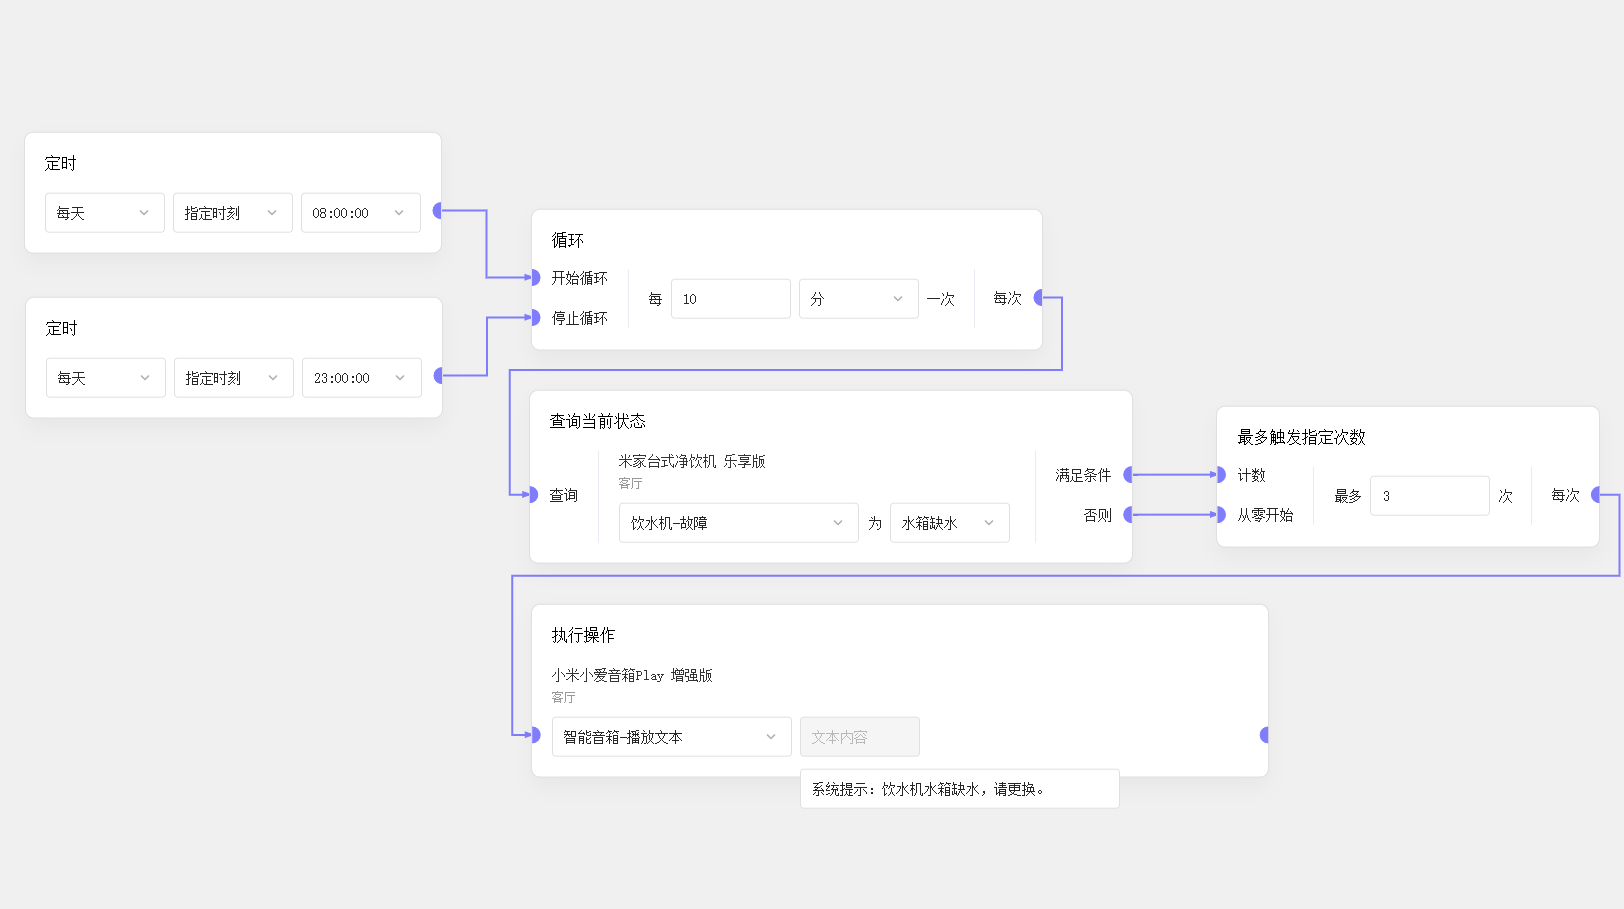 定时
每天 指定时刻 08:00:00
定时
每天 指定时刻 23:00:00
循环
开始循环
停止循环
每 10 分 一次
每次
查询当前状态
查询
米家台式净饮机 乐享版
客厅
饮水机-故障 为 水箱缺水
满足条件
否则
最多触发指定次数
计数
从零开始
最多 3 次
每次
执行操作
小米小爱音箱Play 增强版
客厅
智能音箱-播放文本 文本内容
系统提示：饮水机水箱缺水，请更换。